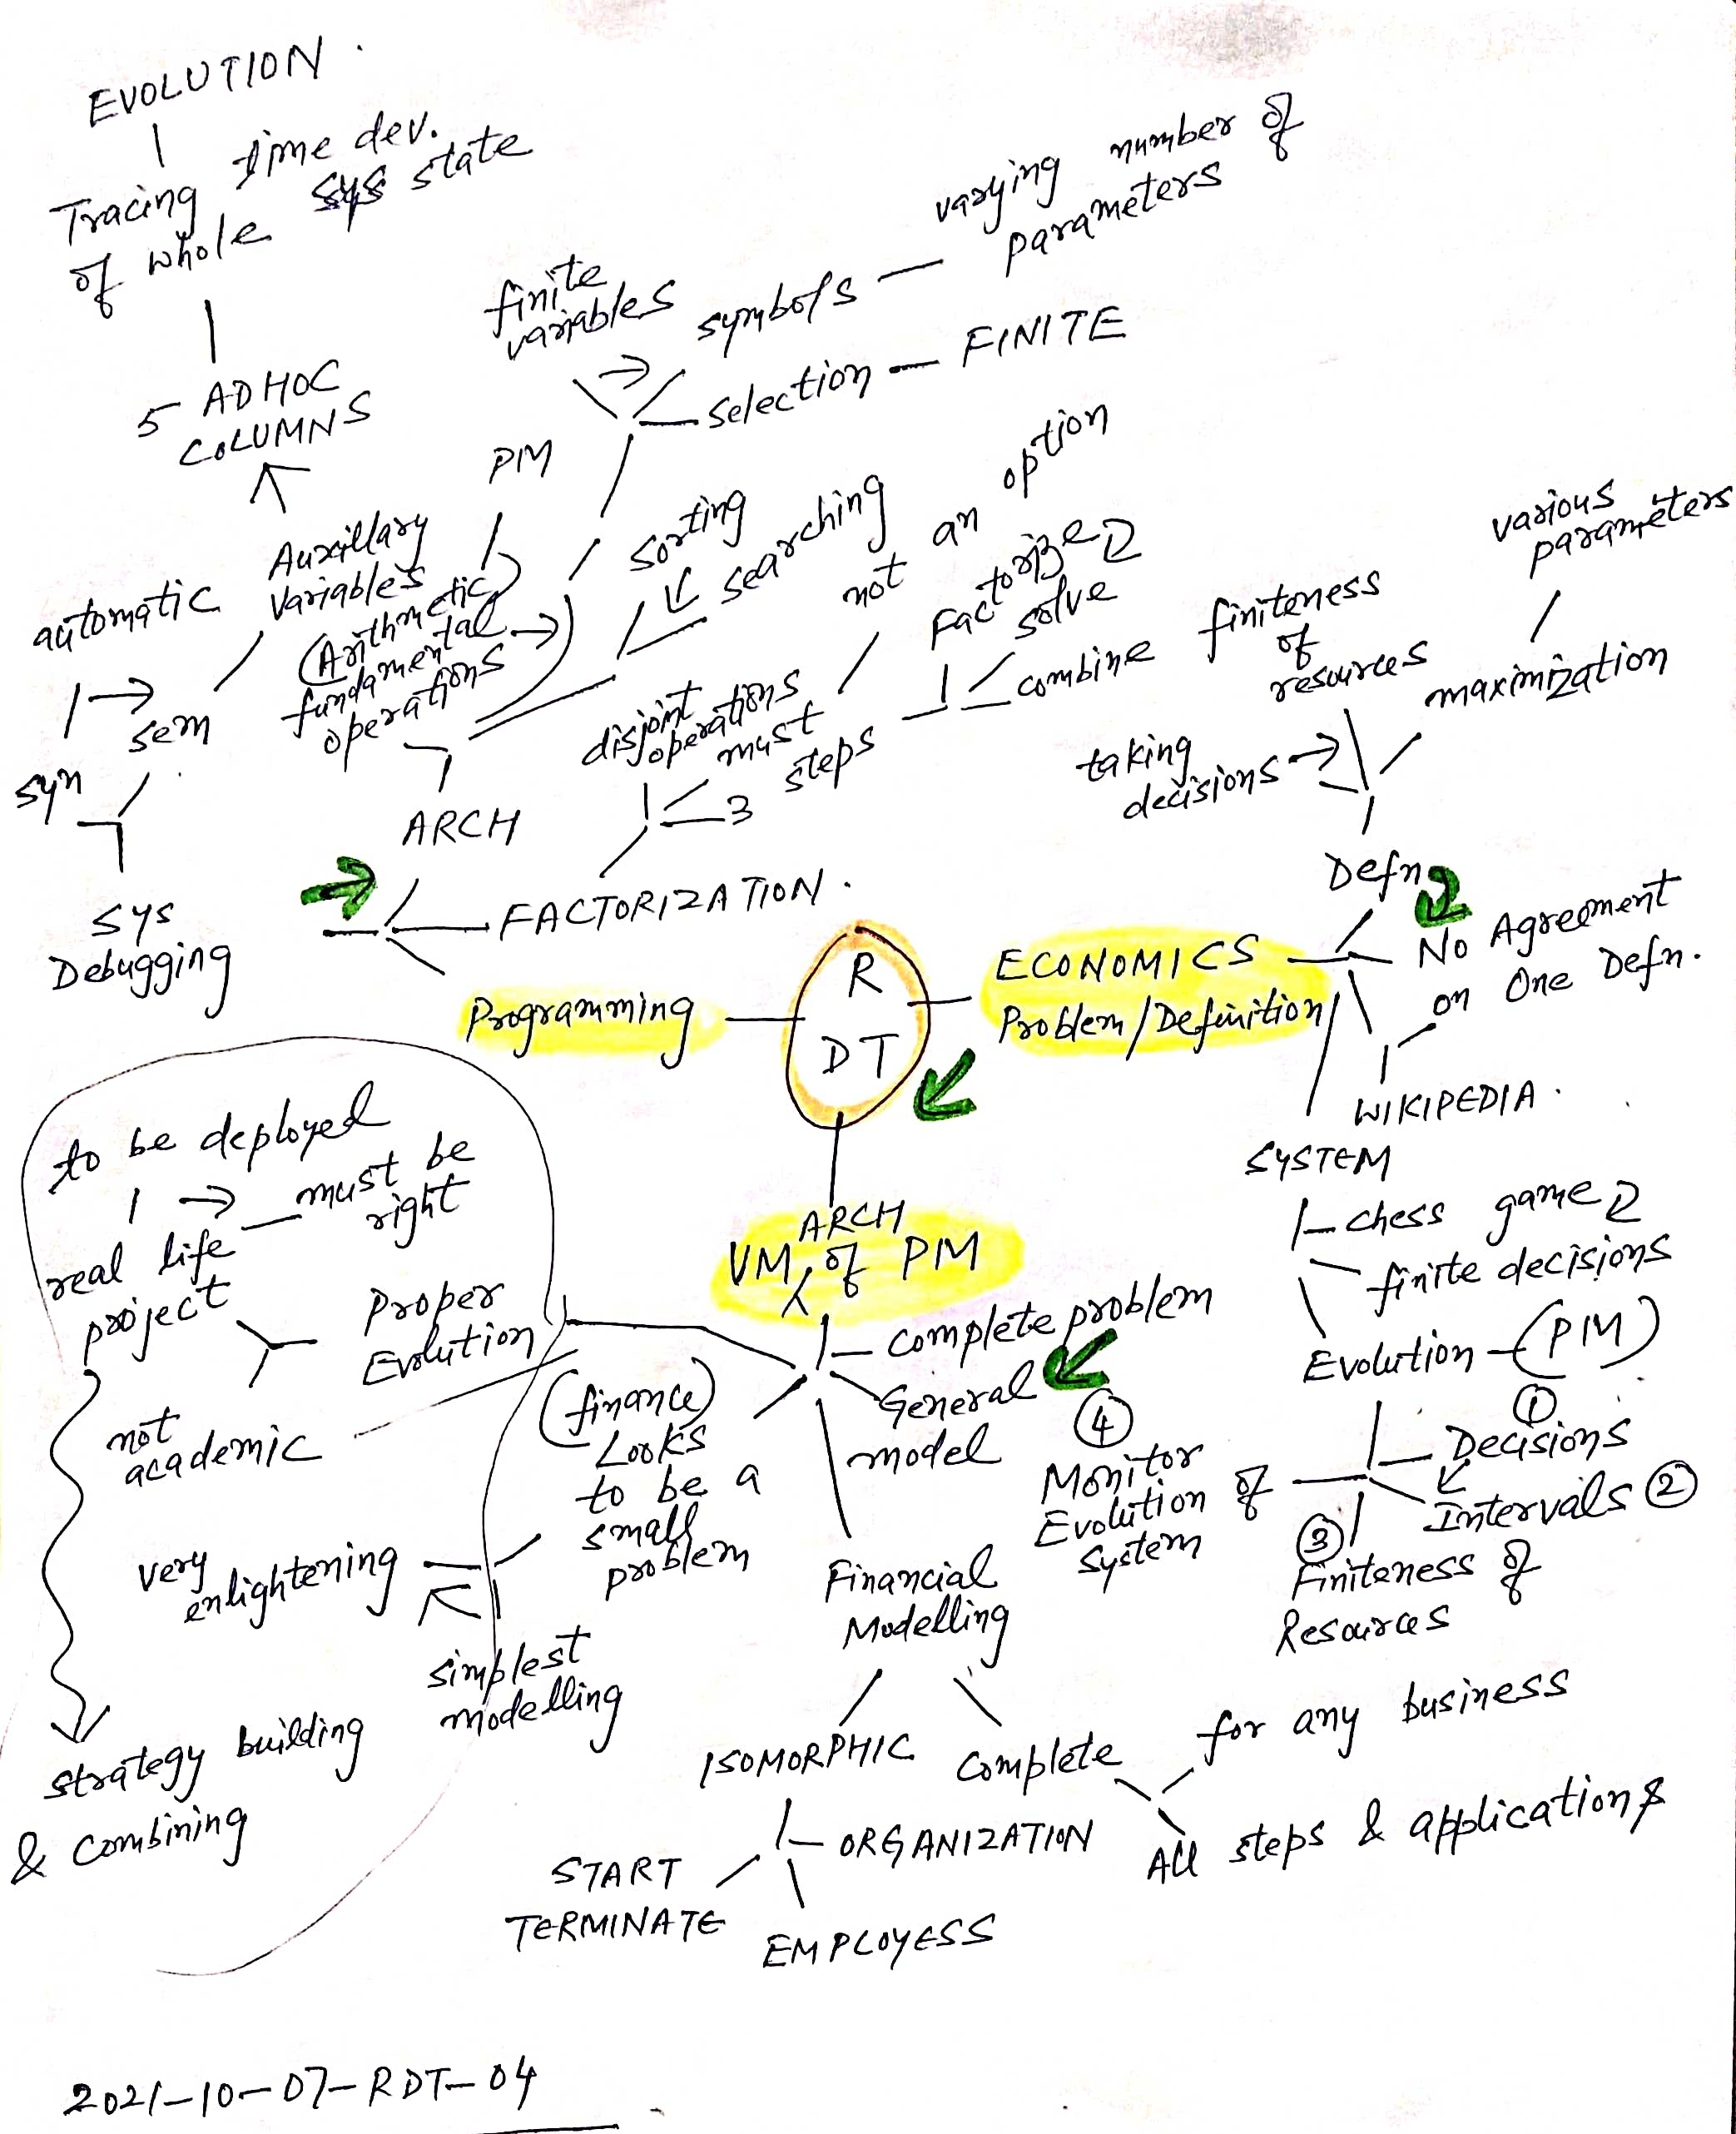 EVOLUTION.
Tracing time dev.
of whole sys state
5 ADHOC
COLUMNS
Auxillary
Variables
automatic
sem
syn
sys
Debugging
PM
(Arithmetic)
fundamental
operations
ARCH
finite
variables
symbols
varying number of
parameters
selection
FINITE
sorting
searching
FACTORIZATION.
disjoint
operations
must
not an option
3 steps
Factorize
solve
combine
Programming
R
DT
ECONOMICS
Problem/Definition
Defn
taking
decisions
finiteness
of
resources
maximization
various
parameters
No Agreement
on One Defn.
WIKIPEDIA.
SYSTEM
chess game
finite decisions
Evolution
(PM)
①
Decisions
Intervals ②
③
Finiteness of
Resources
④
Monitor
Evolution of
System
ARCH
VM of PM
complete problem
General
model
Financial
Modelling
ISOMORPHIC
ORGANIZATION
START
TERMINATE
EMPLOYESS
Complete
for any business
All steps & applications
(finance)
Looks
to be a
small
problem
very
enlightening
simplest
modelling
Proper
Evolution
to be deployed
real life
project
must be
right
not
academic
strategy building
& combining
2021-10-07-RDT-04